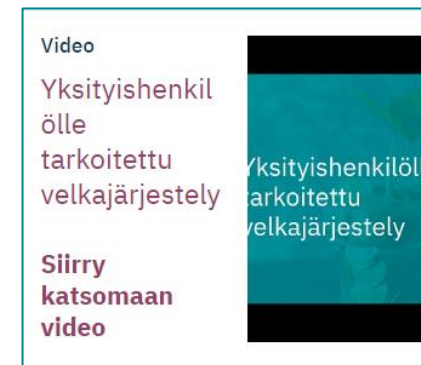 Video
Yksityishenkil
ölle
tarkoitettu
velkajärjestely
Siirry
katsomaan
video
Yksityishenkilöll
tarkoitettu
velkajärjestely